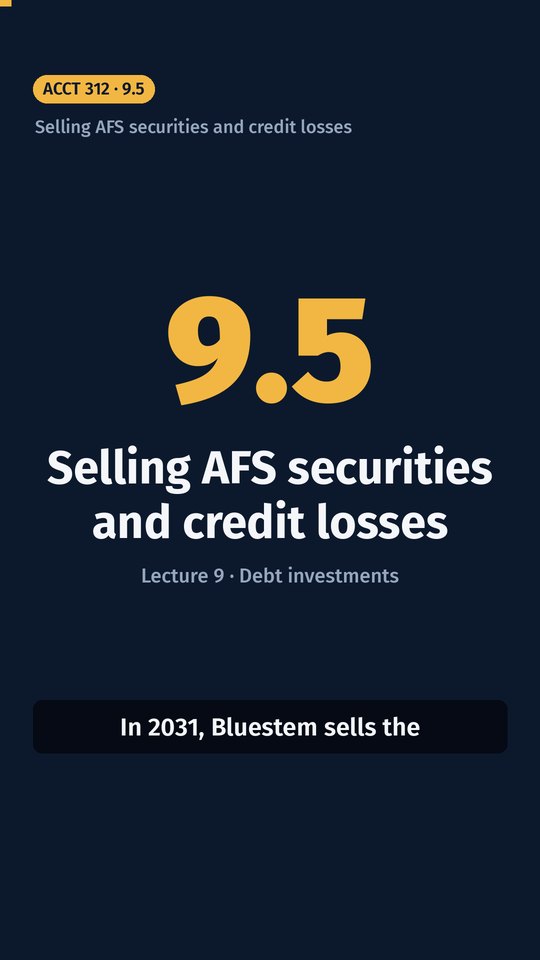 ACCT 312 · 9.5
Selling AFS securities and credit losses
9.5
Selling AFS securities
and credit losses
Lecture 9 · Debt investments
In 2031, Bluestem sells the